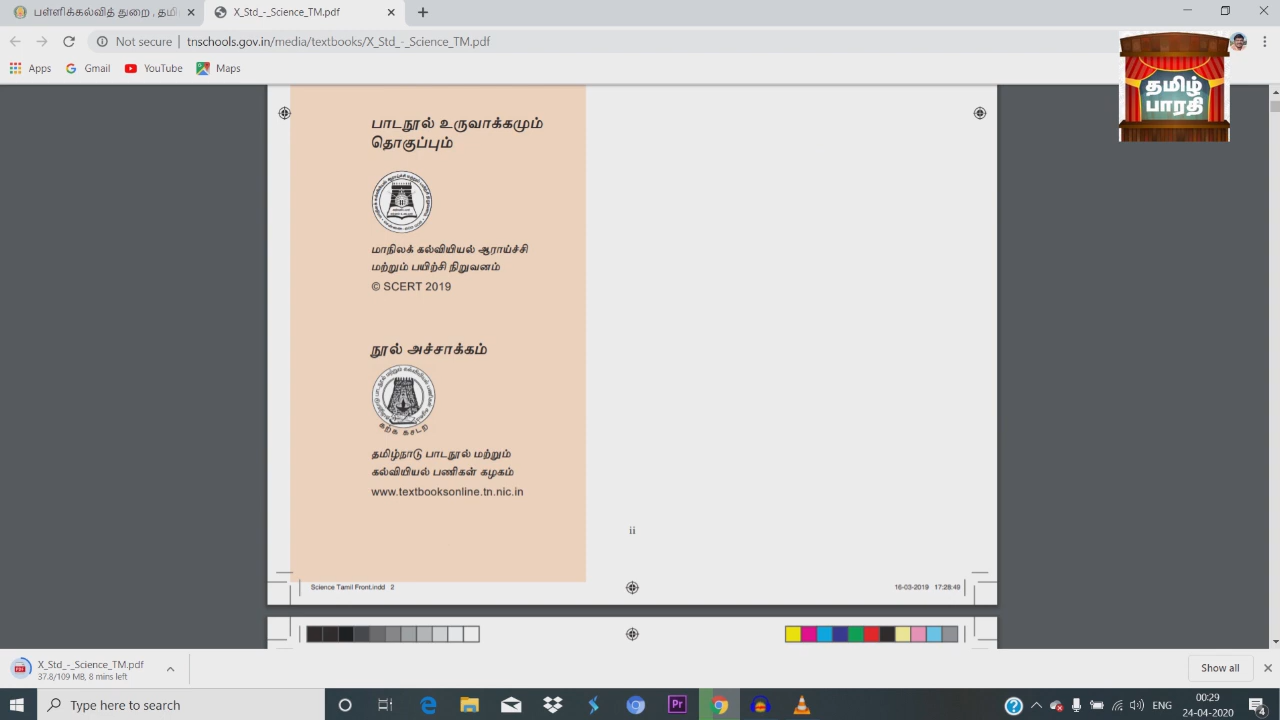 பள்ளிக்கல்வித் துறை , தமி
X_Std_-_Science_TM.pdf
Not secure | tnschools.gov.in/media/textbooks/X_Std_-_Science_TM.pdf
Apps Gmail YouTube Maps
தமிழ்
பாரதி
பாடநூல் உருவாக்கமும்
தொகுப்பும்
மாநிலக் கல்வியியல் ஆராய்ச்சி
மற்றும் பயிற்சி நிறுவனம்
© SCERT 2019
நூல் அச்சாக்கம்
கற்க கசடற
தமிழ்நாடு பாடநூல் மற்றும்
கல்வியியல் பணிகள் கழகம்
www.textbooksonline.tn.nic.in
ii
Science Tamil Front.indd 2
16-03-2019 17:28:49
X_Std_-_Science_TM.pdf
37.8/109 MB, 8 mins left
Show all
Type here to search
ENG
00:29
24-04-2020
4